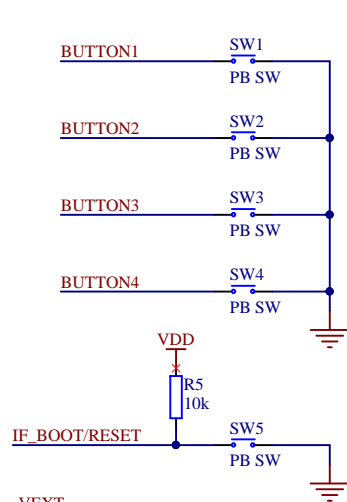 SW1
BUTTON1
PB SW
SW2
BUTTON2
PB SW
SW3
BUTTON3
PB SW
SW4
BUTTON4
PB SW
VDD
R5
10k
SW5
IF_BOOT/RESET
PB SW
VEXT